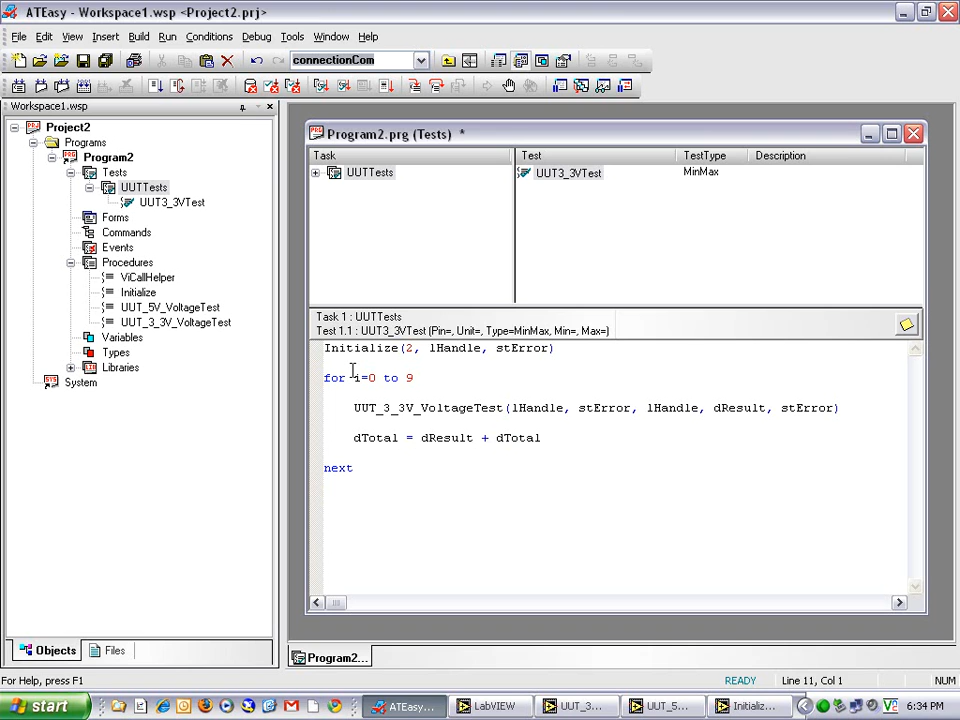 ATEasy - Workspace1.wsp <Project2.prj>
File Edit View Insert Build Run Conditions Debug Tools Window Help
connectionCom
Workspace1.wsp
Project2
Programs
Program2
Tests
UUTTests
UUT3_3VTest
Forms
Commands
Events
Procedures
ViCallHelper
Initialize
UUT_5V_VoltageTest
UUT_3_3V_VoltageTest
Variables
Types
Libraries
System
Objects Files
Program2.prg (Tests) *
Task Test TestType Description
UUTTests UUT3_3VTest MinMax
Task 1 : UUTTests
Test 1.1 : UUT3_3VTest (Pin=, Unit=, Type=MinMax, Min=, Max=)
Initialize(2, lHandle, stError)
for i=0 to 9
UUT_3_3V_VoltageTest(lHandle, stError, lHandle, dResult, stError)
dTotal = dResult + dTotal
next
Program2...
For Help, press F1 READY Line 11, Col 1 NUM
start ATEasy... LabVIEW UUT_3... UUT_5... Initializ... 6:34 PM